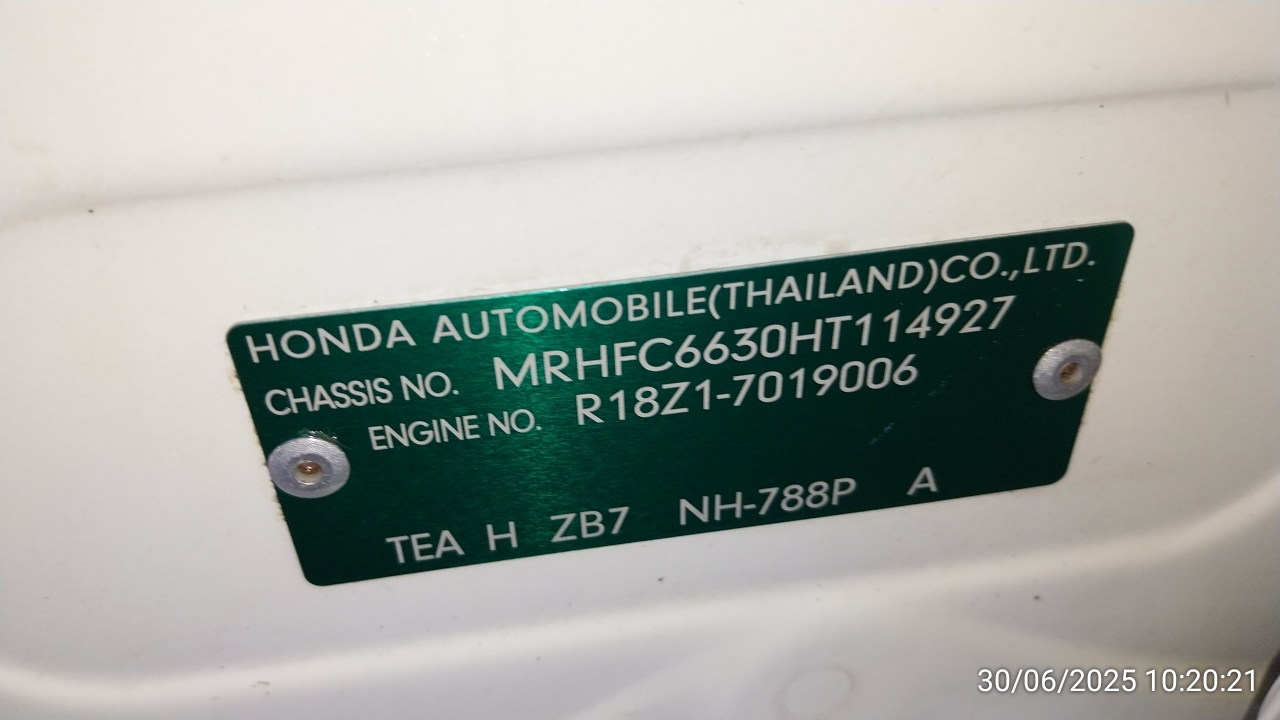 HONDA AUTOMOBILE(THAILAND)CO.,LTD.
CHASSIS NO. MRHFC6630HT114927
ENGINE NO. R18Z1-7019006
TEA H ZB7 NH-788P A
30/06/2025 10:20:21